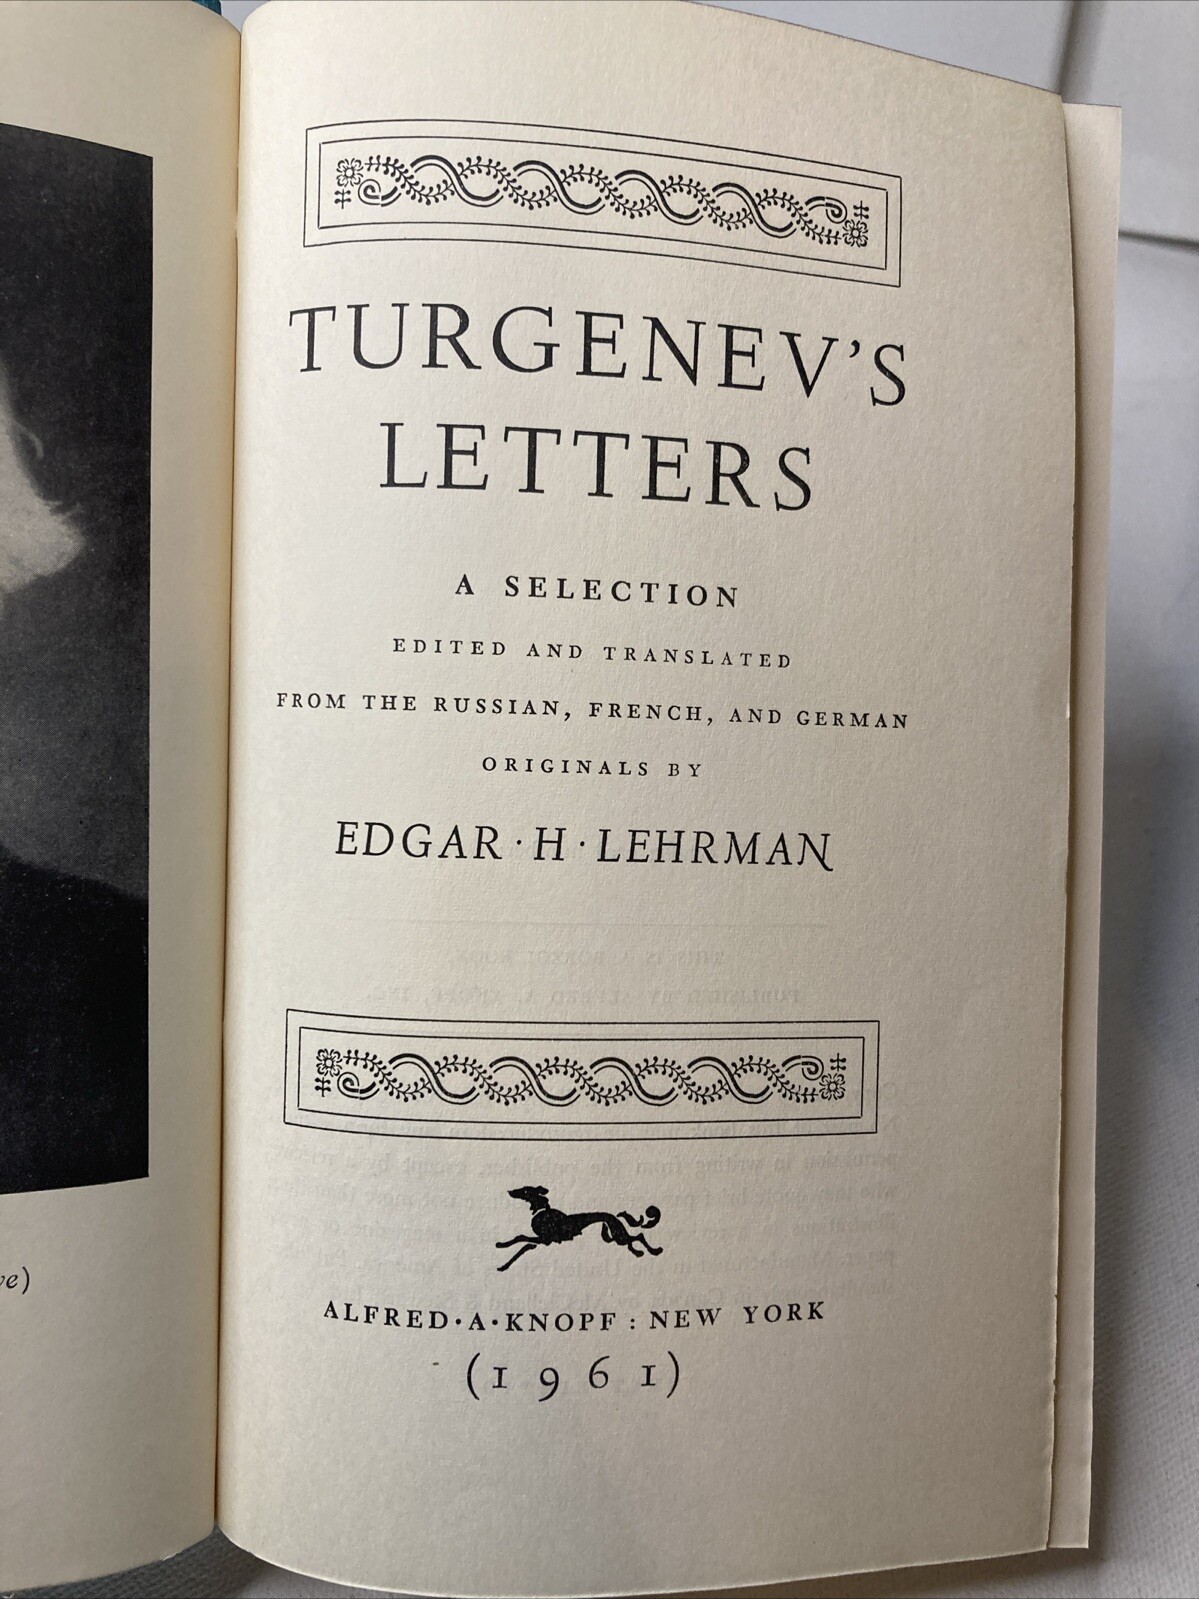 TURGENEV'S
LETTERS
A SELECTION
EDITED AND TRANSLATED
FROM THE RUSSIAN, FRENCH, AND GERMAN
ORIGINALS BY
EDGAR · H · LEHRMAN
ALFRED · A · KNOPF : NEW YORK
(1961)